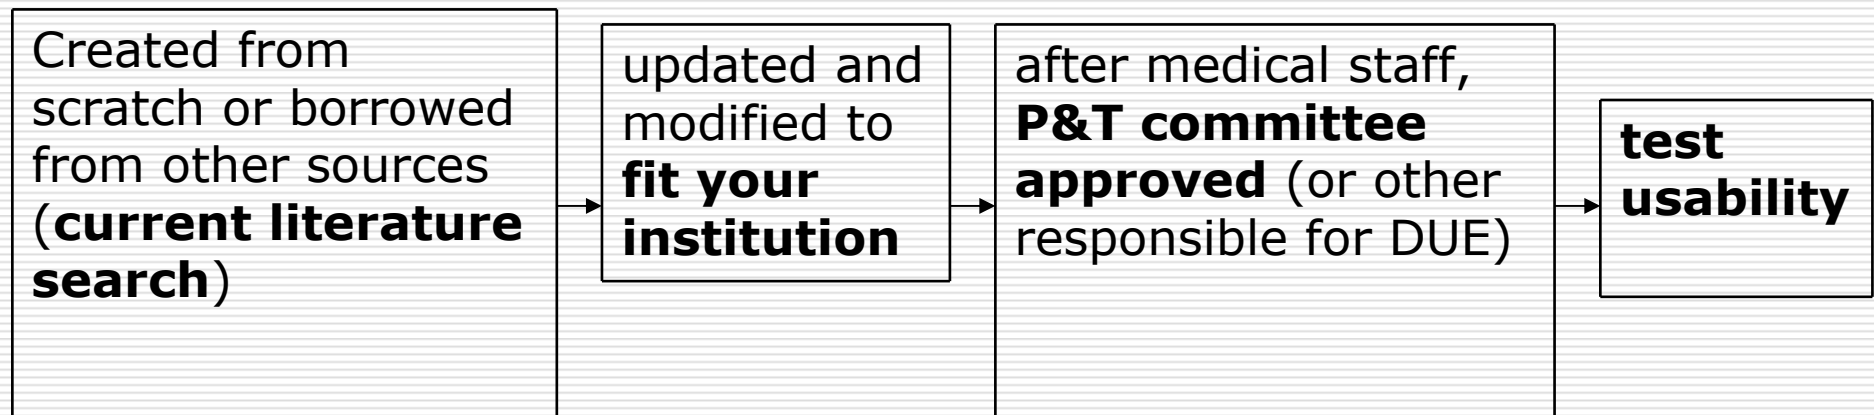 Created from
scratch or borrowed
from other sources
(current literature
search)
updated and
modified to
fit your
institution
after medical staff,
P&T committee
approved (or other
responsible for DUE)
test
usability